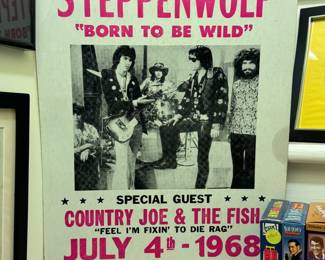 STEPPENWOLF
"BORN TO BE WILD"
★ ★ ★ SPECIAL GUEST ★ ★ ★
COUNTRY JOE & THE FISH
"FEEL I'M FIXIN' TO DIE RAG"
JULY 4th - 1968